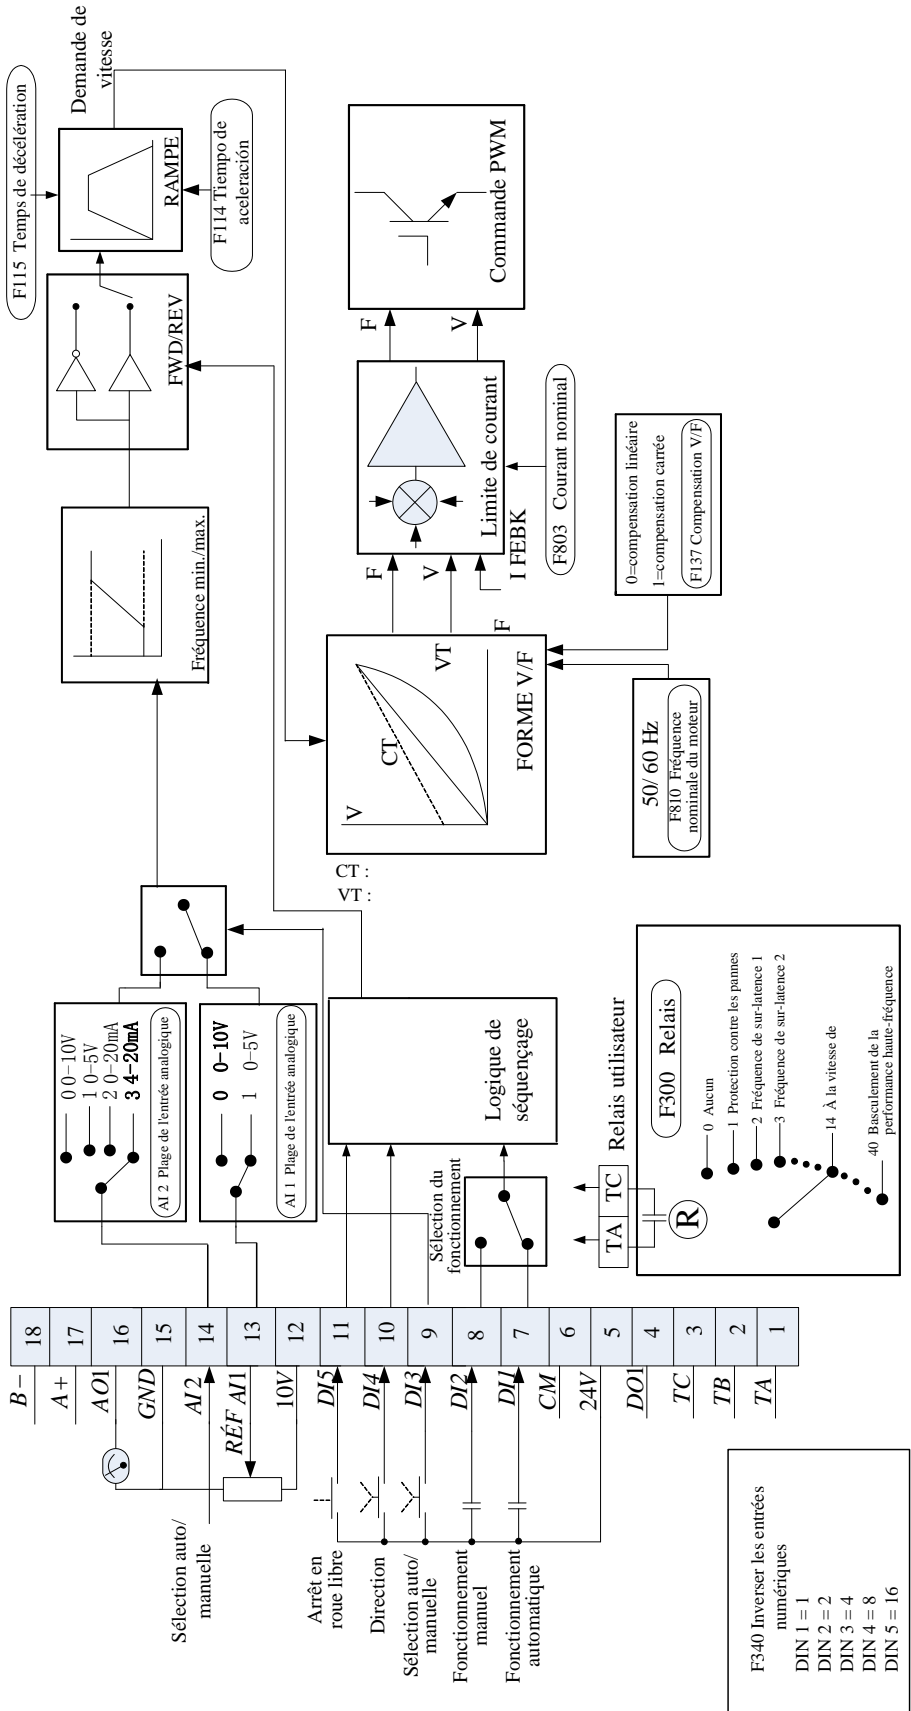 F115 Temps de décélération
Demande de
vitesse
RAMPE
F114 Tiempo de
aceleración
FWD/REV
Fréquence min./max.
Commande PWM
F
V
Limite de courant
F803 Courant nominal
F
V
I FEBK
0=compensation linéaire
1=compensation carrée
F137 Compensation V/F
V
CT
VT
F
FORME V/F
50/ 60 Hz
F810 Fréquence
nominale du moteur
CT :
VT :
0 0-10V
1 0-5V
2 0-20mA
3 4-20mA
AI 2 Plage de l'entrée analogique
0 0-10V
1 0-5V
AI 1 Plage de l'entrée analogique
Logique de
séquençage
Sélection du
fonctionnement
Relais utilisateur
TA
TC
R
F300 Relais
0 Aucun
1 Protection contre les pannes
2 Fréquence de sur-latence 1
3 Fréquence de sur-latence 2
14 À la vitesse de
40 Basculement de la
performance haute-fréquence
18
17
16
15
14
13
12
11
10
9
8
7
6
5
4
3
2
1
B-
A+
AO1
GND
AI2
RÉF AI1
10V
DI5
DI4
DI3
DI2
DI1
CM
24V
DO1
TC
TB
TA
Sélection auto/
manuelle
Arrêt en
roue libre
Direction
Sélection auto/
manuelle
Fonctionnement
manuel
Fonctionnement
automatique
F340 Inverser les entrées
numériques
DIN 1 = 1
DIN 2 = 2
DIN 3 = 4
DIN 4 = 8
DIN 5 = 16